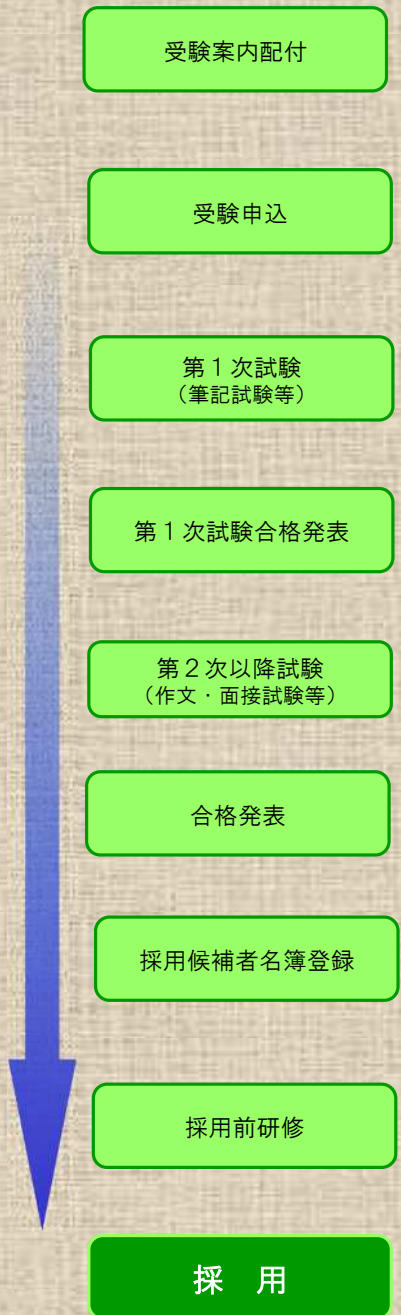 受験案内配付
受験申込
第１次試験
（筆記試験等）
第１次試験合格発表
第２次以降試験
（作文・面接試験等）
合格発表
採用候補者名簿登録
採用前研修
採　用